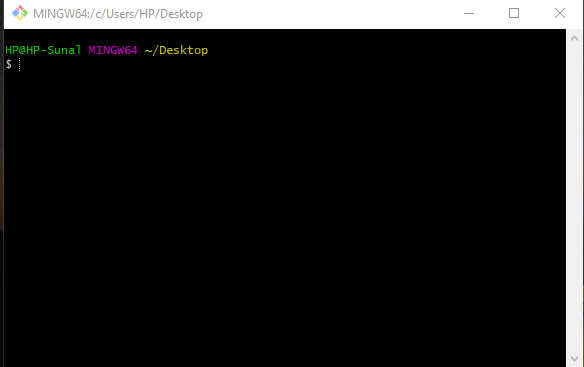 MINGW64:/c/Users/HP/Desktop
HP@HP-Sunal MINGW64 ~/Desktop
$